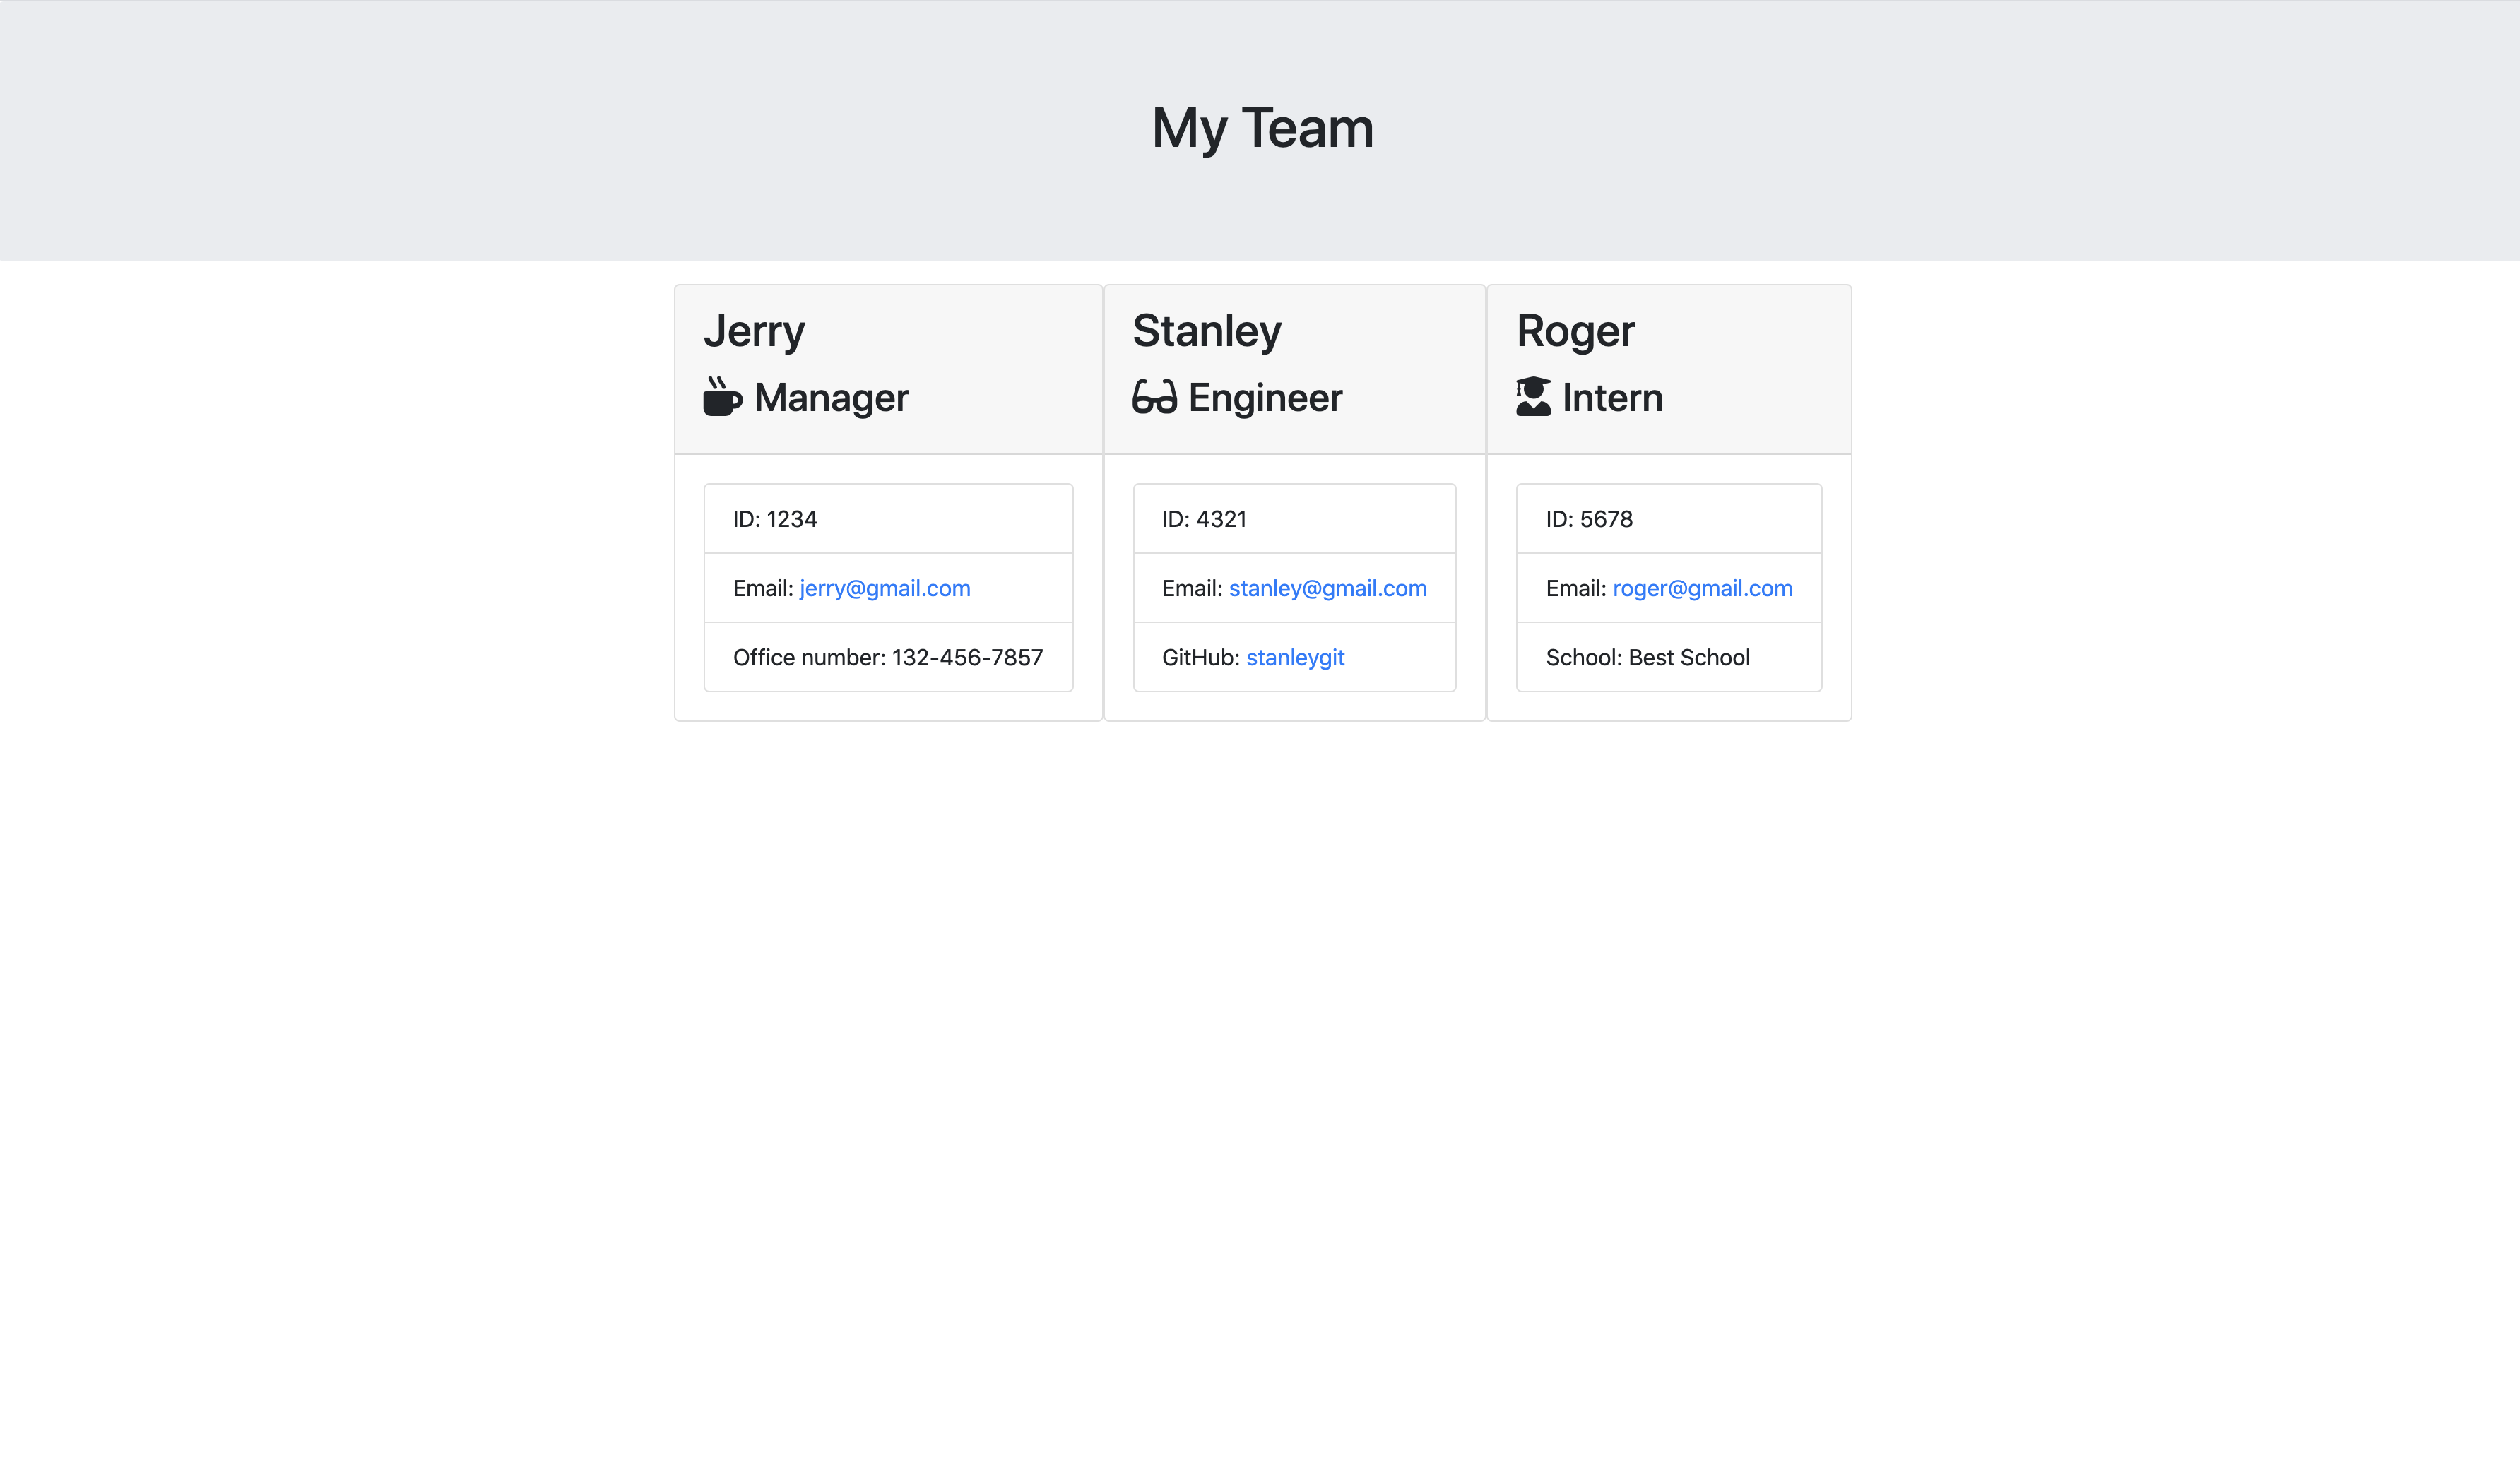 My Team
Jerry
Manager
ID: 1234
Email: jerry@gmail.com
Office number: 132-456-7857
Stanley
Engineer
ID: 4321
Email: stanley@gmail.com
GitHub: stanleygit
Roger
Intern
ID: 5678
Email: roger@gmail.com
School: Best School